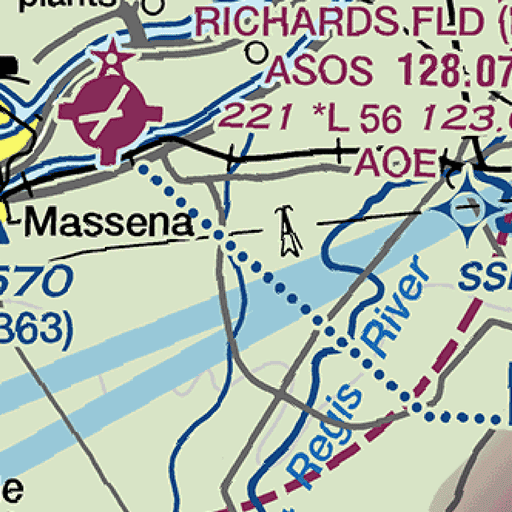 plants
RICHARDS FLD (
ASOS 128.07
221 *L 56 123.
AOE
Massena
570
363)
SS
River
Regis
e